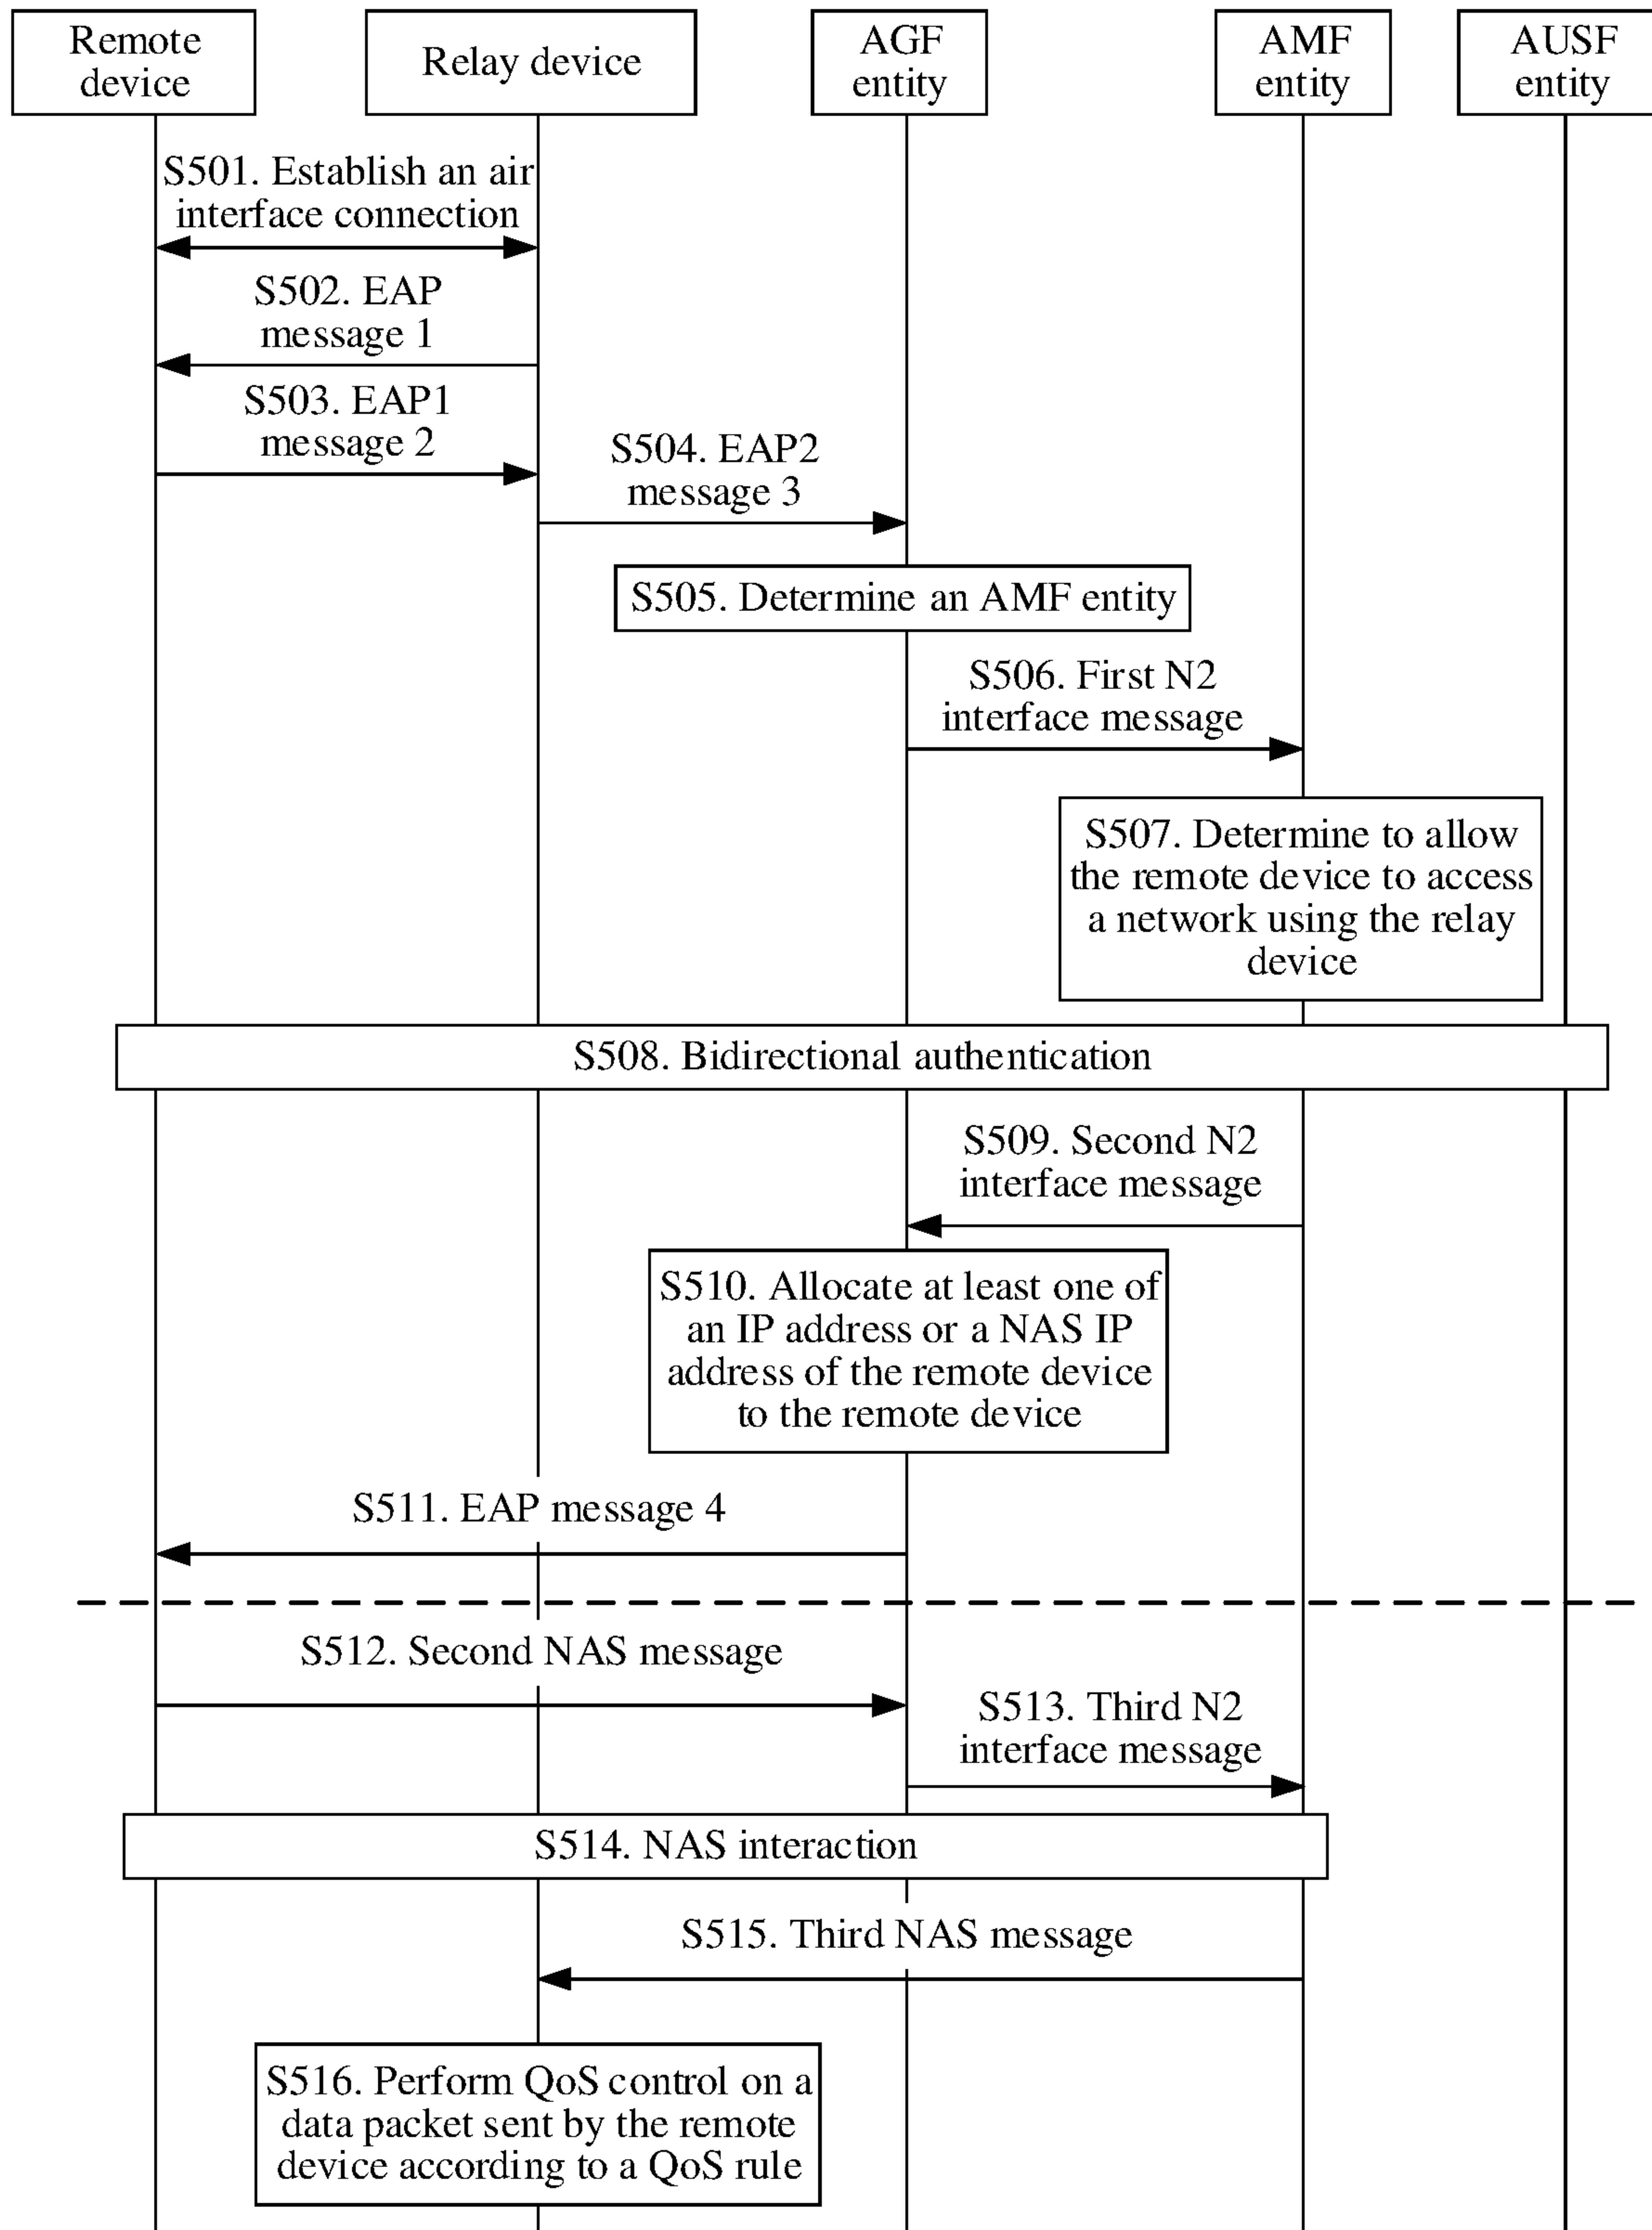 Remote
device
Relay device
AGF
entity
AMF
entity
AUSF
entity
S501. Establish an air
interface connection
S502. EAP
message 1
S503. EAP1
message 2
S504. EAP2
message 3
S505. Determine an AMF entity
S506. First N2
interface message
S507. Determine to allow
the remote device to access
a network using the relay
device
S508. Bidirectional authentication
S509. Second N2
interface message
S510. Allocate at least one of
an IP address or a NAS IP
address of the remote device
to the remote device
S511. EAP message 4
S512. Second NAS message
S513. Third N2
interface message
S514. NAS interaction
S515. Third NAS message
S516. Perform QoS control on a
data packet sent by the remote
device according to a QoS rule